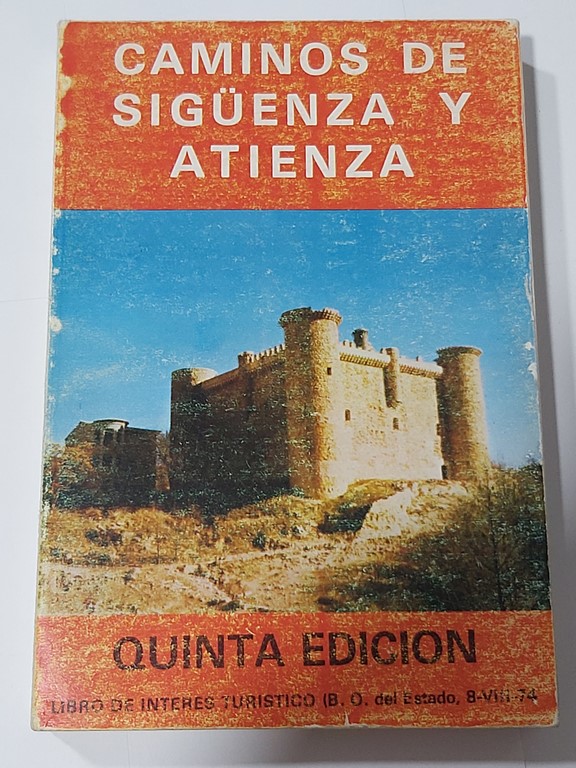 CAMINOS DE
SIGÜENZA Y
ATIENZA
QUINTA EDICION
LIBRO DE INTERES TURISTICO (B. O. del Estado, 8-VIII-74